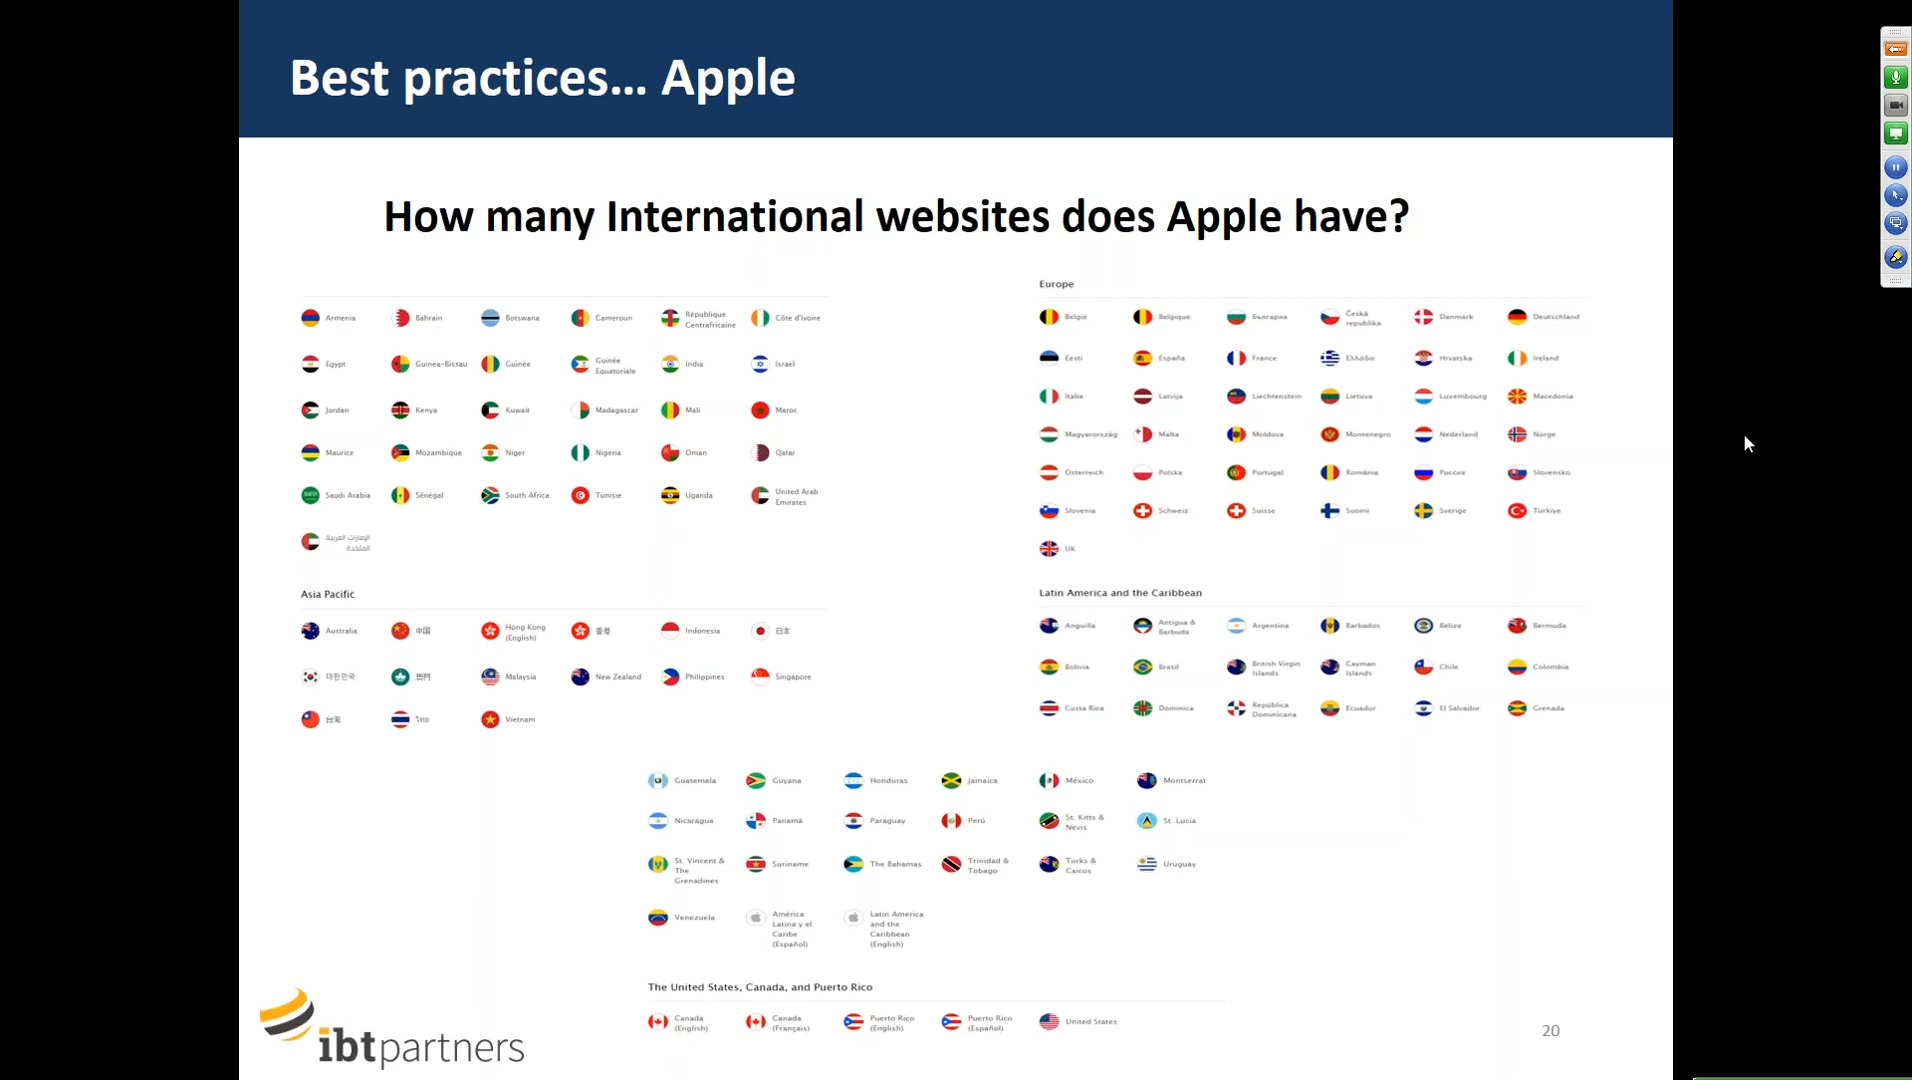 Best practices... Apple
How many International websites does Apple have?
Armenia
Bahrain
Botswana
Cameroun
République
Centrafricaine
Côte d'Ivoire
Egypt
Guinea-Bissau
Guinée
Guinée
Equatoriale
India
Israel
Jordan
Kenya
Kuwait
Madagascar
Mali
Maroc
Maurice
Mozambique
Niger
Nigeria
Oman
Qatar
Saudi Arabia
Sénégal
South Africa
Tunisie
Uganda
United Arab
Emirates
الإمارات العربية
المتحدة
Europe
België
Belgique
България
Česká
republika
Danmark
Deutschland
Eesti
España
France
Ελλάδα
Hrvatska
Ireland
Italia
Latvija
Liechtenstein
Lietuva
Luxembourg
Macedonia
Magyarország
Malta
Moldova
Montenegro
Nederland
Norge
Österreich
Polska
Portugal
România
Россия
Slovensko
Slovenia
Schweiz
Suisse
Suomi
Sverige
Türkiye
UK
Asia Pacific
Australia
中国
Hong Kong
(English)
香港
Indonesia
日本
대한민국
澳門
Malaysia
New Zealand
Philippines
Singapore
台灣
ไทย
Vietnam
Latin America and the Caribbean
Anguilla
Antigua &
Barbuda
Argentina
Barbados
Belize
Bermuda
Bolivia
Brasil
British Virgin
Islands
Cayman
Islands
Chile
Colombia
Costa Rica
Dominica
República
Dominicana
Ecuador
El Salvador
Grenada
Guatemala
Guyana
Honduras
Jamaica
México
Montserrat
Nicaragua
Panamá
Paraguay
Perú
St. Kitts &
Nevis
St. Lucia
St. Vincent &
The
Grenadines
Suriname
The Bahamas
Trinidad &
Tobago
Turks &
Caicos
Uruguay
Venezuela
América
Latina y el
Caribe
(Español)
Latin America
and the
Caribbean
(English)
The United States, Canada, and Puerto Rico
Canada
(English)
Canada
(Français)
Puerto Rico
(English)
Puerto Rico
(Español)
United States
ibtpartners
20